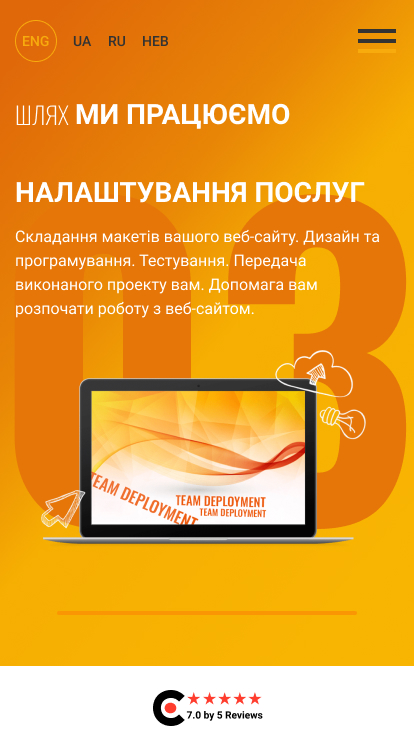 ENG UA RU HEB
ШЛЯХ МИ ПРАЦЮЄМО
НАЛАШТУВАННЯ ПОСЛУГ
03
Складання макетів вашого веб-сайту. Дизайн та
програмування. Тестування. Передача
виконаного проекту вам. Допомага вам
розпочати роботу з веб-сайтом.
TEAM DEPLOYMENT
TEAM DEPLOYMENT
TEAM DEPLOYMENT
7.0 by 5 Reviews